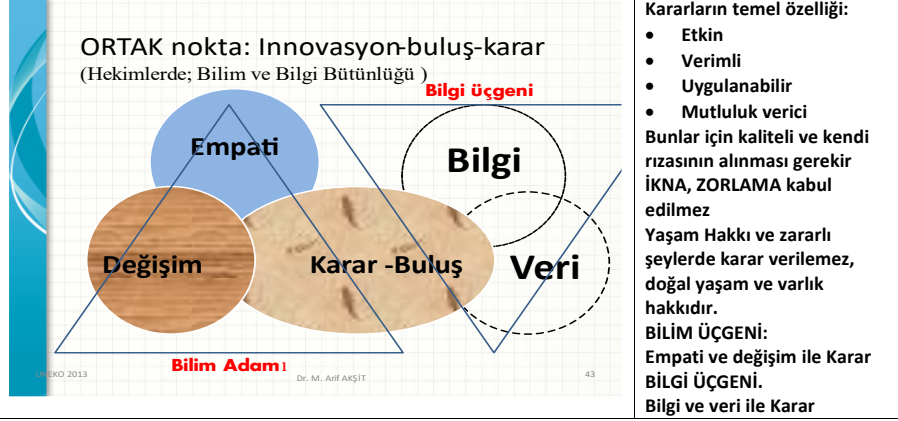 ORTAK nokta: Innovasyon-buluş-karar
(Hekimlerde; Bilim ve Bilgi Bütünlüğü )
Bilgi üçgeni
Empati
Bilgi
Değişim
Karar -Buluş
Veri
Bilim Adamı
UNEKO 2013
Dr. M. Arif AKŞİT
43
Kararların temel özelliği:
• Etkin
• Verimli
• Uygulanabilir
• Mutluluk verici
Bunlar için kaliteli ve kendi
rızasının alınması gerekir
İKNA, ZORLAMA kabul
edilmez
Yaşam Hakkı ve zararlı
şeylerde karar verilemez,
doğal yaşam ve varlık
hakkıdır.
BİLİM ÜÇGENİ:
Empati ve değişim ile Karar
BİLGİ ÜÇGENİ.
Bilgi ve veri ile Karar